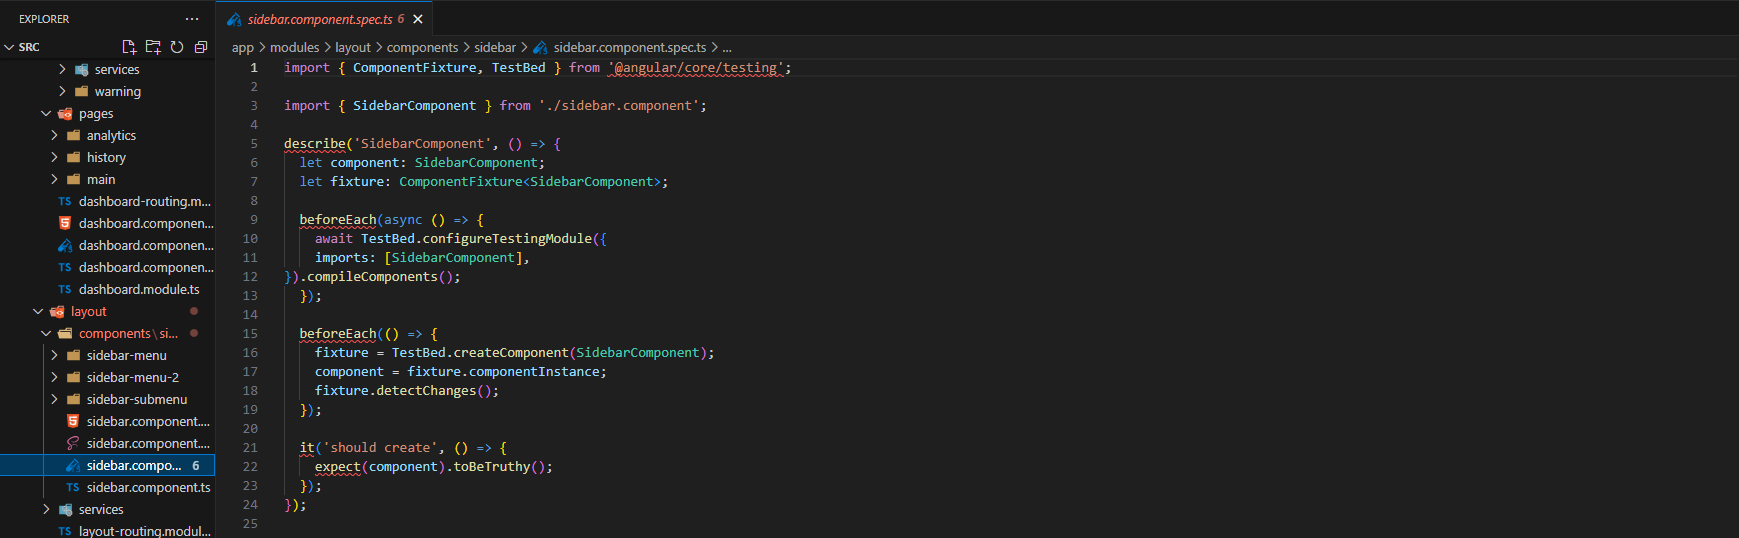 EXPLORER
SRC
services
warning
pages
analytics
history
main
TS dashboard-routing.m...
dashboard.componen...
dashboard.componen...
TS dashboard.componen...
TS dashboard.module.ts
layout
components\si...
sidebar-menu
sidebar-menu-2
sidebar-submenu
sidebar.component....
sidebar.component....
sidebar.compo... 6
TS sidebar.component.ts
services
TS layout-routing.modul...
sidebar.component.spec.ts 6
app > modules > layout > components > sidebar > sidebar.component.spec.ts > ...
1 import { ComponentFixture, TestBed } from '@angular/core/testing';
2
3 import { SidebarComponent } from './sidebar.component';
4
5 describe('SidebarComponent', () => {
6 let component: SidebarComponent;
7 let fixture: ComponentFixture<SidebarComponent>;
8
9 beforeEach(async () => {
10 await TestBed.configureTestingModule({
11 imports: [SidebarComponent],
12 }).compileComponents();
13 });
14
15 beforeEach(() => {
16 fixture = TestBed.createComponent(SidebarComponent);
17 component = fixture.componentInstance;
18 fixture.detectChanges();
19 });
20
21 it('should create', () => {
22 expect(component).toBeTruthy();
23 });
24 });
25